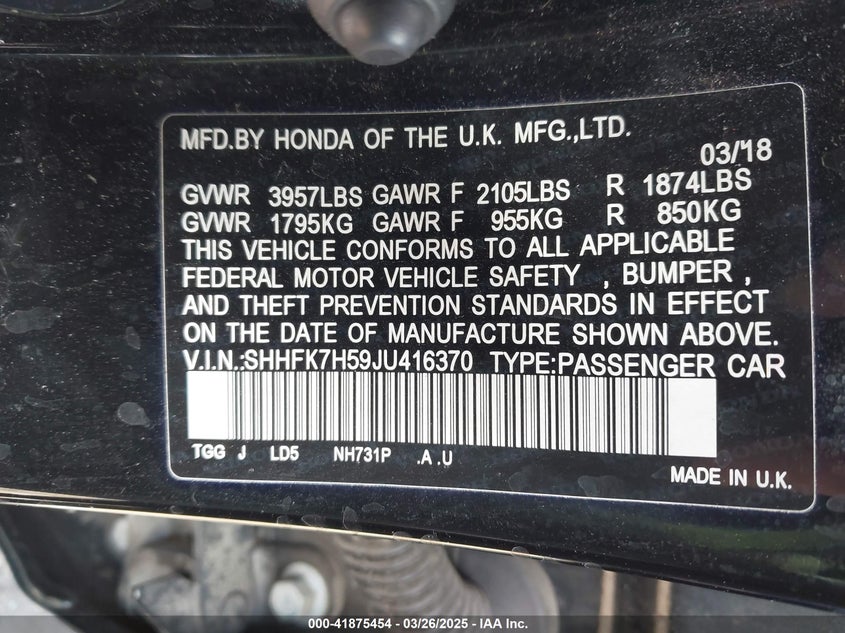 MFD.BY HONDA OF THE U.K. MFG.,LTD.
03/18
GVWR 3957LBS GAWR F 2105LBS R 1874LBS
GVWR 1795KG GAWR F 955KG R 850KG
THIS VEHICLE CONFORMS TO ALL APPLICABLE
FEDERAL MOTOR VEHICLE SAFETY , BUMPER ,
AND THEFT PREVENTION STANDARDS IN EFFECT
ON THE DATE OF MANUFACTURE SHOWN ABOVE.
V.I.N.:SHHFK7H59JU416370 TYPE:PASSENGER CAR
TGG J LD5 NH731P .A .U
MADE IN U.K.
000-41875454 | 03/26/2025 | IAA Inc.